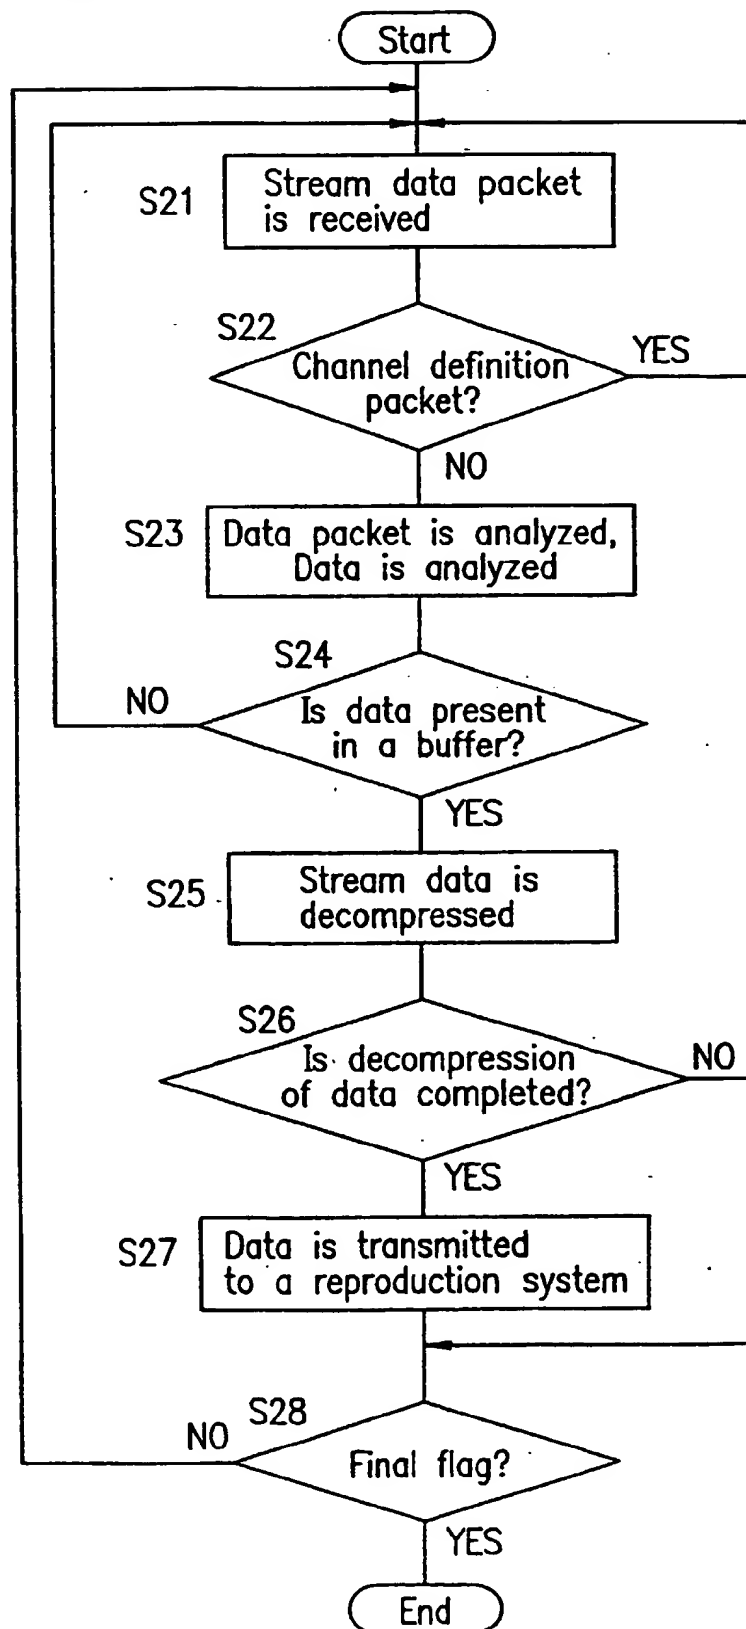 Start
S21
Stream data packet
is received
S22
Channel definition
packet?
YES
NO
S23
Data packet is analyzed,
Data is analyzed
S24
NO
Is data present
in a buffer?
YES
S25
Stream data is
decompressed
S26
Is decompression
of data completed?
NO
YES
S27
Data is transmitted
to a reproduction system
S28
NO
Final flag?
YES
End